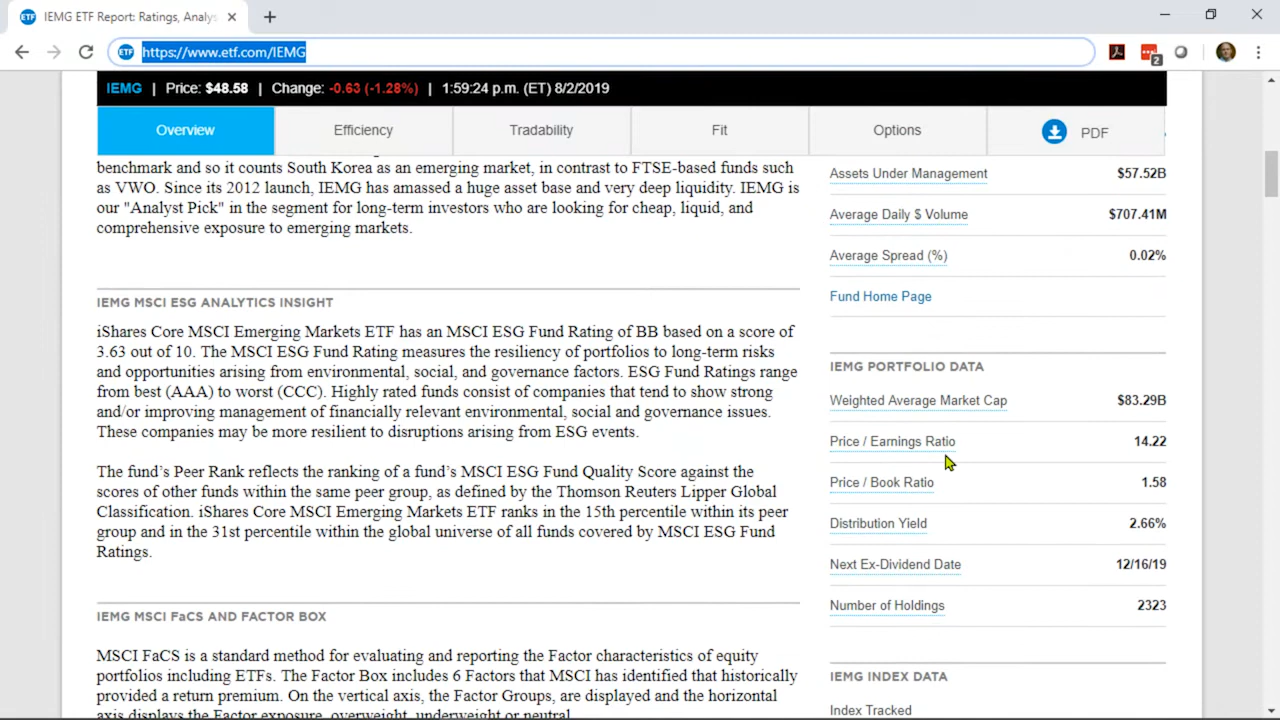 IEMG ETF Report: Ratings, Analys
https://www.etf.com/IEMG
2
IEMG | Price: $48.58 | Change: -0.63 (-1.28%) | 1:59:24 p.m. (ET) 8/2/2019
Overview
Efficiency
Tradability
Fit
Options
PDF
benchmark and so it counts South Korea as an emerging market, in contrast to FTSE-based funds such
as VWO. Since its 2012 launch, IEMG has amassed a huge asset base and very deep liquidity. IEMG is
our "Analyst Pick" in the segment for long-term investors who are looking for cheap, liquid, and
comprehensive exposure to emerging markets.
IEMG MSCI ESG ANALYTICS INSIGHT
iShares Core MSCI Emerging Markets ETF has an MSCI ESG Fund Rating of BB based on a score of
3.63 out of 10. The MSCI ESG Fund Rating measures the resiliency of portfolios to long-term risks
and opportunities arising from environmental, social, and governance factors. ESG Fund Ratings range
from best (AAA) to worst (CCC). Highly rated funds consist of companies that tend to show strong
and/or improving management of financially relevant environmental, social and governance issues.
These companies may be more resilient to disruptions arising from ESG events.
The fund's Peer Rank reflects the ranking of a fund's MSCI ESG Fund Quality Score against the
scores of other funds within the same peer group, as defined by the Thomson Reuters Lipper Global
Classification. iShares Core MSCI Emerging Markets ETF ranks in the 15th percentile within its peer
group and in the 31st percentile within the global universe of all funds covered by MSCI ESG Fund
Ratings.
IEMG MSCI FaCS AND FACTOR BOX
MSCI FaCS is a standard method for evaluating and reporting the Factor characteristics of equity
portfolios including ETFs. The Factor Box includes 6 Factors that MSCI has identified that historically
provided a return premium. On the vertical axis, the Factor Groups, are displayed and the horizontal
axis displays the Factor exposure, overweight, underweight or neutral.
Assets Under Management $57.52B
Average Daily $ Volume $707.41M
Average Spread (%) 0.02%
Fund Home Page
IEMG PORTFOLIO DATA
Weighted Average Market Cap $83.29B
Price / Earnings Ratio 14.22
Price / Book Ratio 1.58
Distribution Yield 2.66%
Next Ex-Dividend Date 12/16/19
Number of Holdings 2323
IEMG INDEX DATA
Index Tracked